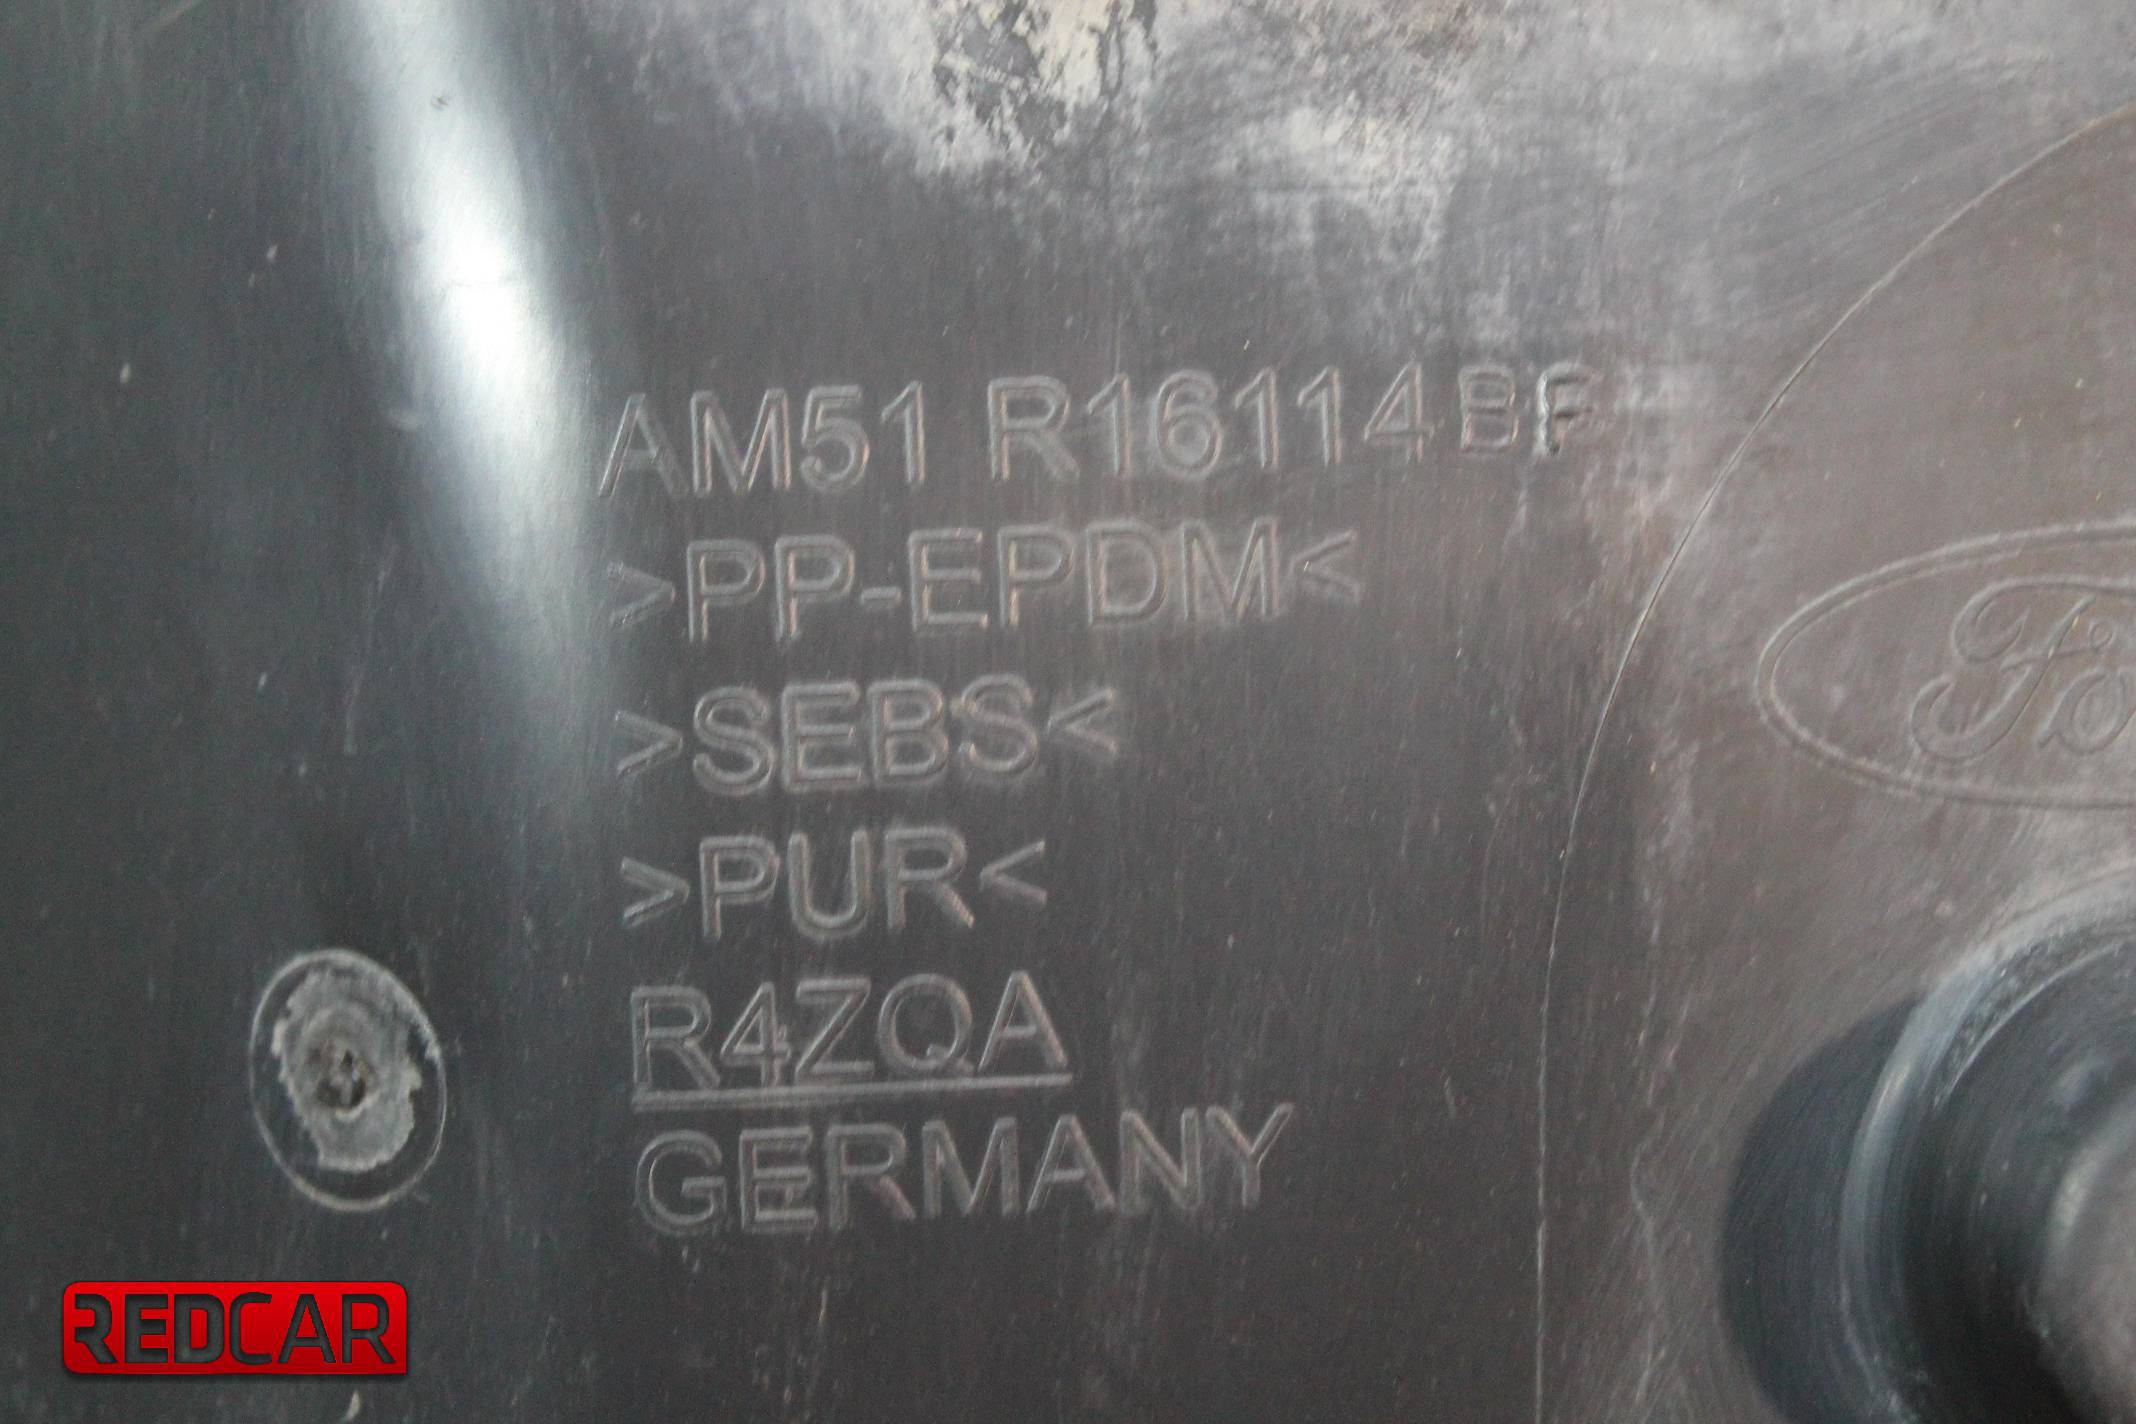 AM51 R16114 BF
>PP-EPDM<
>SEBS<
>PUR<
R4ZQA
GERMANY
REDCAR